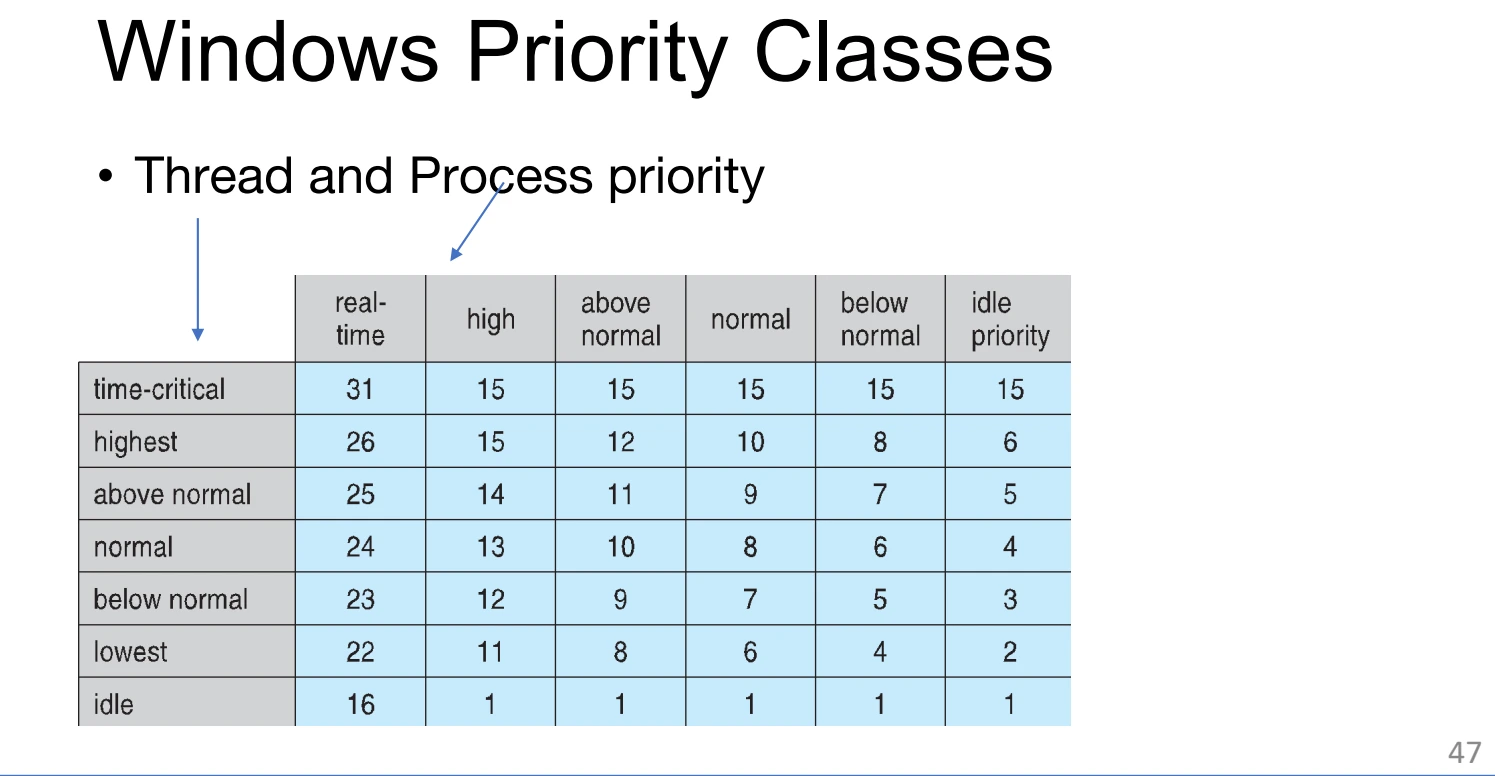 Windows Priority Classes
• Thread and Process priority
real-
time
high
above
normal
normal
below
normal
idle
priority
time-critical 31 15 15 15 15 15
highest 26 15 12 10 8 6
above normal 25 14 11 9 7 5
normal 24 13 10 8 6 4
below normal 23 12 9 7 5 3
lowest 22 11 8 6 4 2
idle 16 1 1 1 1 1
47